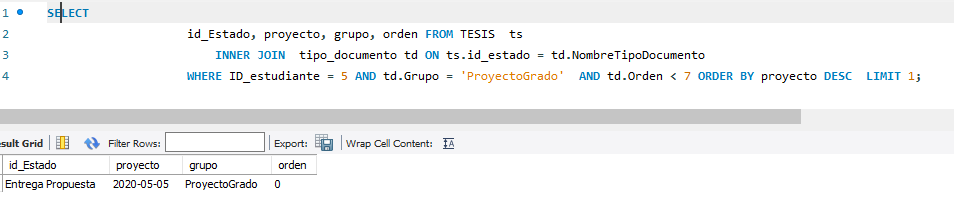 1 SELECT
2 id_Estado, proyecto, grupo, orden FROM TESIS ts
3 INNER JOIN tipo_documento td ON ts.id_estado = td.NombreTipoDocumento
4 WHERE ID_estudiante = 5 AND td.Grupo = 'ProyectoGrado' AND td.Orden < 7 ORDER BY proyecto DESC LIMIT 1;
sult Grid Filter Rows: Export: Wrap Cell Content: IA
id_Estado proyecto grupo orden
Entrega Propuesta 2020-05-05 ProyectoGrado 0